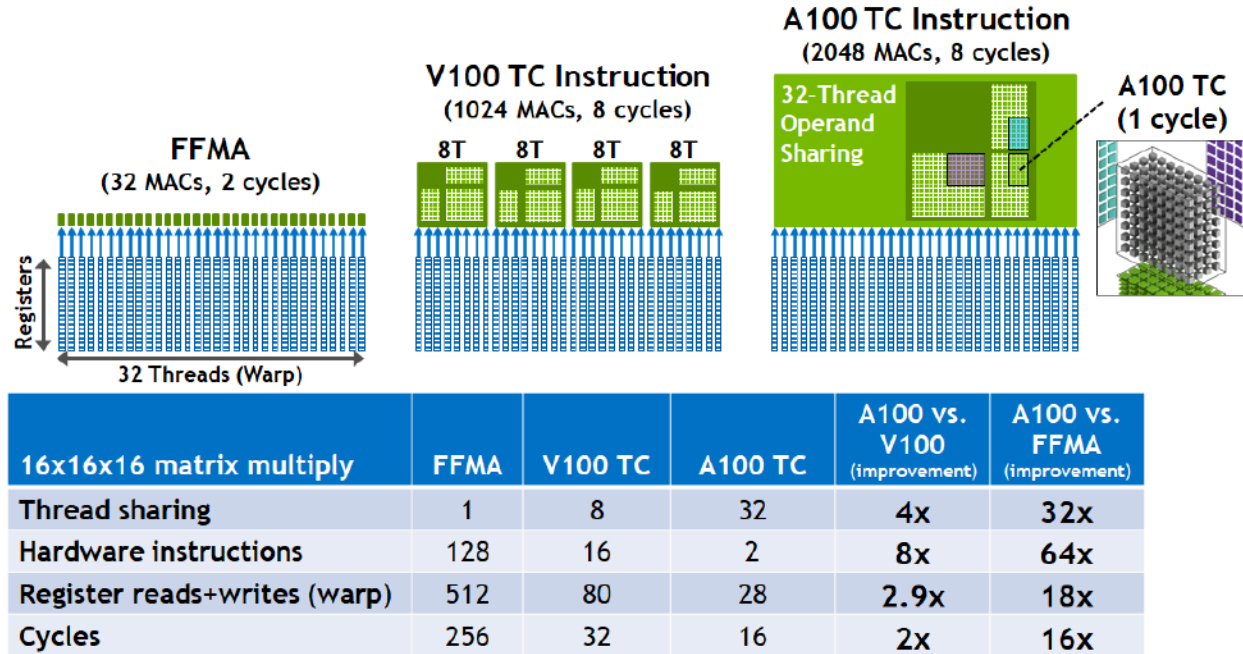 A100 TC Instruction
(2048 MACs, 8 cycles)
V100 TC Instruction
(1024 MACs, 8 cycles)
A100 TC
(1 cycle)
32-Thread
Operand
Sharing
FFMA
(32 MACs, 2 cycles)
8T 8T 8T 8T
Registers
32 Threads (Warp)
16x16x16 matrix multiply FFMA V100 TC A100 TC A100 vs. V100 (improvement) A100 vs. FFMA (improvement)
Thread sharing 1 8 32 4x 32x
Hardware instructions 128 16 2 8x 64x
Register reads+writes (warp) 512 80 28 2.9x 18x
Cycles 256 32 16 2x 16x